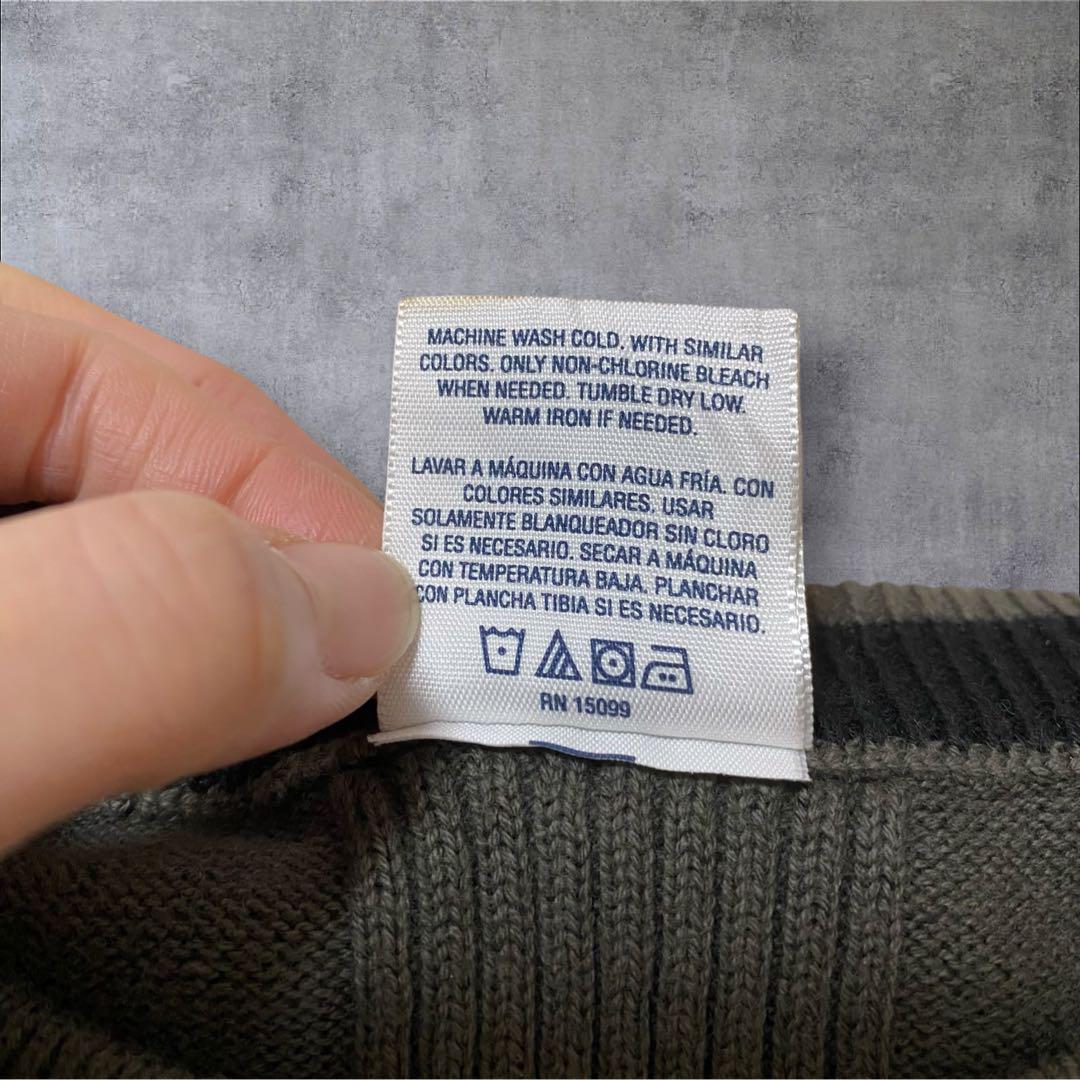 MACHINE WASH COLD, WITH SIMILAR
COLORS. ONLY NON-CHLORINE BLEACH
WHEN NEEDED. TUMBLE DRY LOW.
WARM IRON IF NEEDED.
LAVAR A MÁQUINA CON AGUA FRÍA. CON
COLORES SIMILARES. USAR
SOLAMENTE BLANQUEADOR SIN CLORO
SI ES NECESARIO. SECAR A MÁQUINA
CON TEMPERATURA BAJA. PLANCHAR
CON PLANCHA TIBIA SI ES NECESARIO.
RN 15099